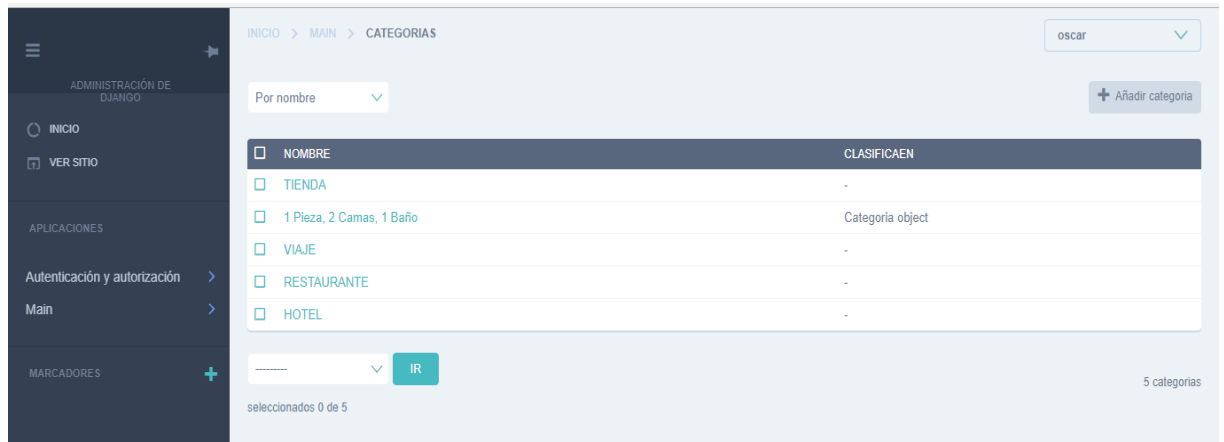 INICIO > MAIN > CATEGORIAS
oscar
ADMINISTRACIÓN DE
DJANGO
INICIO
VER SITIO
APLICACIONES
Autenticación y autorización
Main
MARCADORES
Por nombre
Añadir categoria
NOMBRE CLASIFICAEN
TIENDA -
1 Pieza, 2 Camas, 1 Baño Categoria object
VIAJE -
RESTAURANTE -
HOTEL -
--------- IR
5 categorias
seleccionados 0 de 5